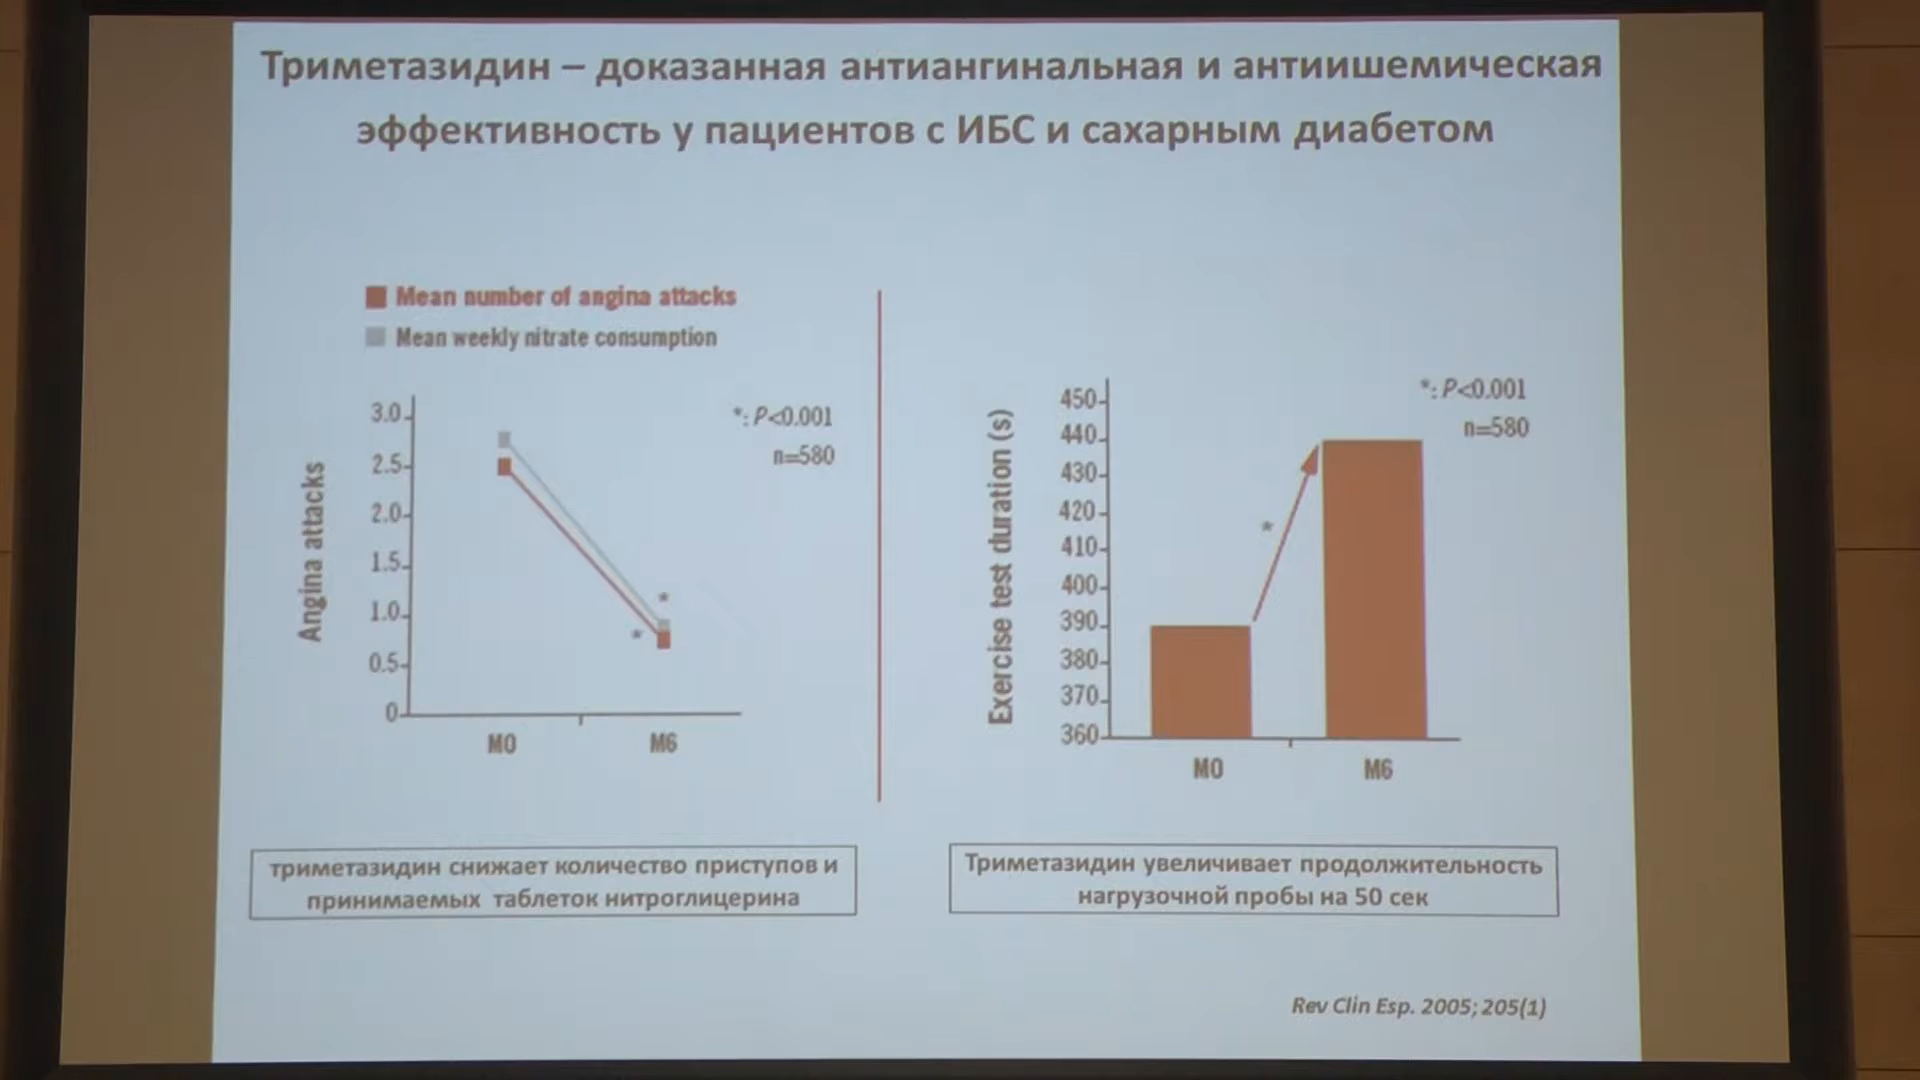 Триметазидин – доказанная антиангинальная и антиишемическая
эффективность у пациентов с ИБС и сахарным диабетом
Mean number of angina attacks
Mean weekly nitrate consumption
*: P<0.001
n=580
Angina attacks
3.0
2.5
2.0
1.5
1.0
0.5
0
*
*
M0
M6
триметазидин снижает количество приступов и
принимаемых таблеток нитроглицерина
*: P<0.001
n=580
Exercise test duration (s)
450
440
430
420
410
400
390
380
370
360
*
M0
M6
Триметазидин увеличивает продолжительность
нагрузочной пробы на 50 сек
Rev Clin Esp. 2005; 205(1)